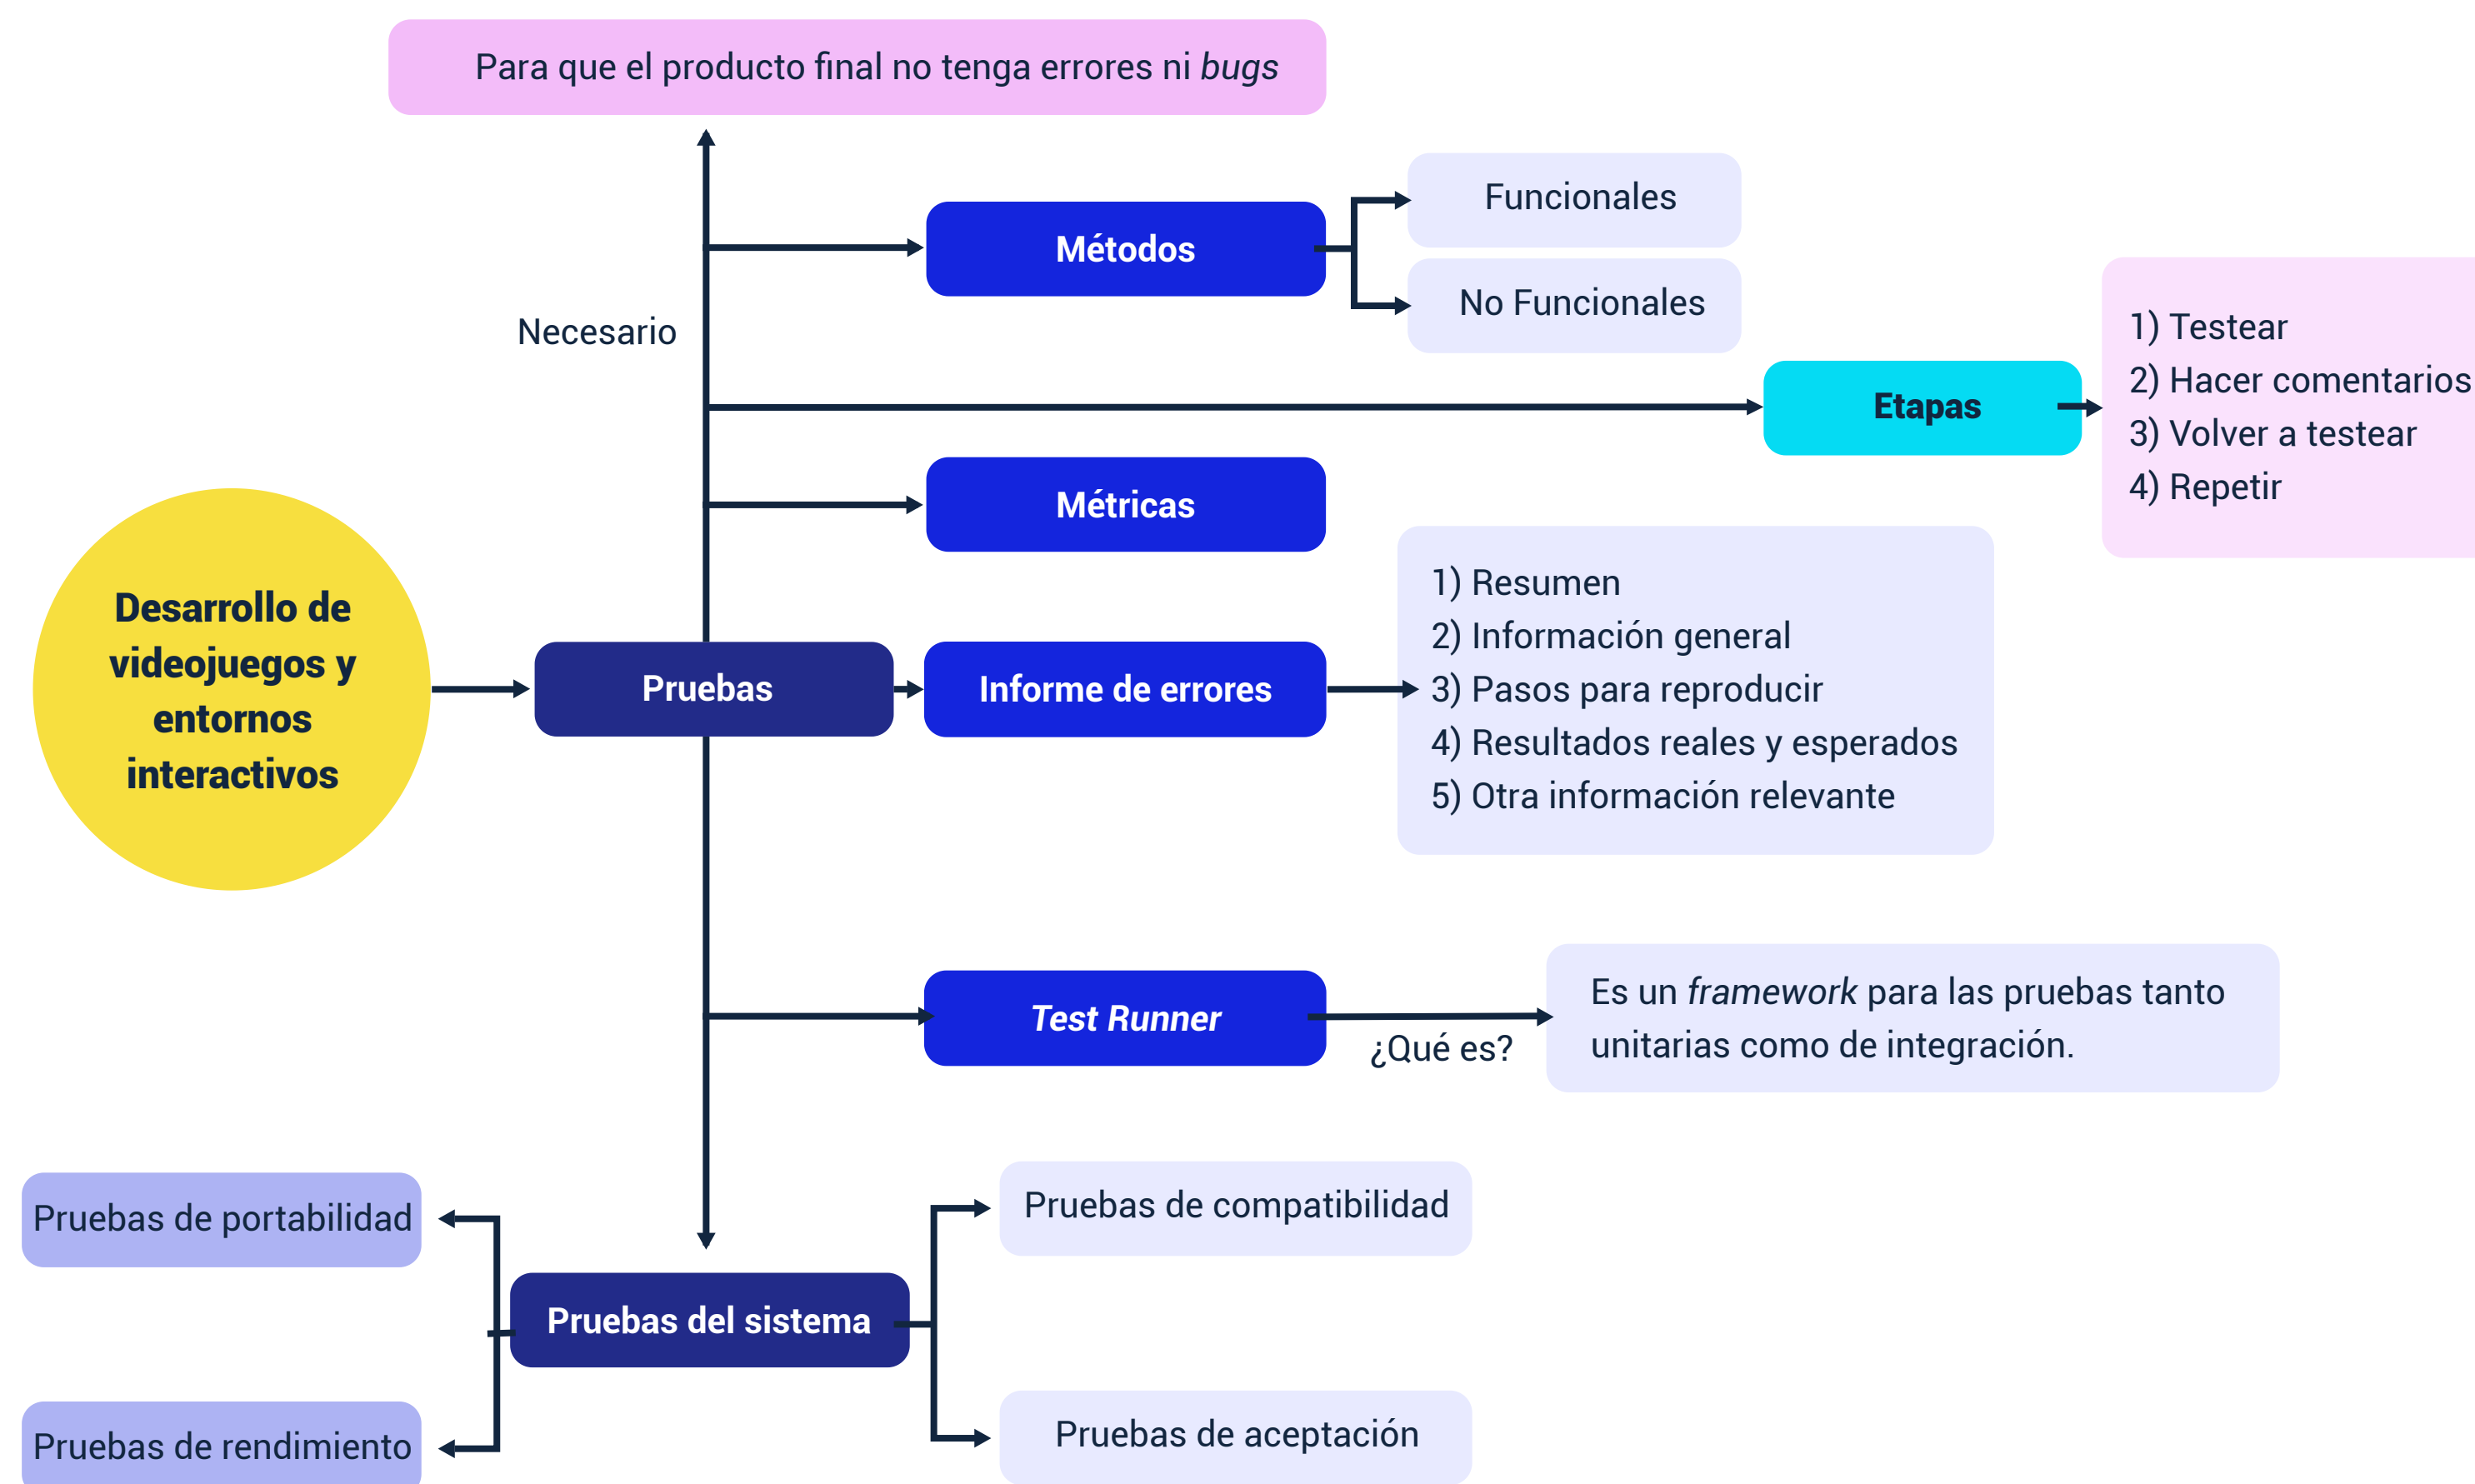 Para que el producto final no tenga errores ni bugs
Funcionales
Métodos
No Funcionales
Necesario
1) Testear
2) Hacer comentarios
3) Volver a testear
4) Repetir
Etapas
Métricas
Desarrollo de
videojuegos y
entornos
interactivos
Pruebas
Informe de errores
1) Resumen
2) Información general
3) Pasos para reproducir
4) Resultados reales y esperados
5) Otra información relevante
Test Runner
¿Qué es?
Es un framework para las pruebas tanto
unitarias como de integración.
Pruebas de portabilidad
Pruebas de compatibilidad
Pruebas del sistema
Pruebas de rendimiento
Pruebas de aceptación